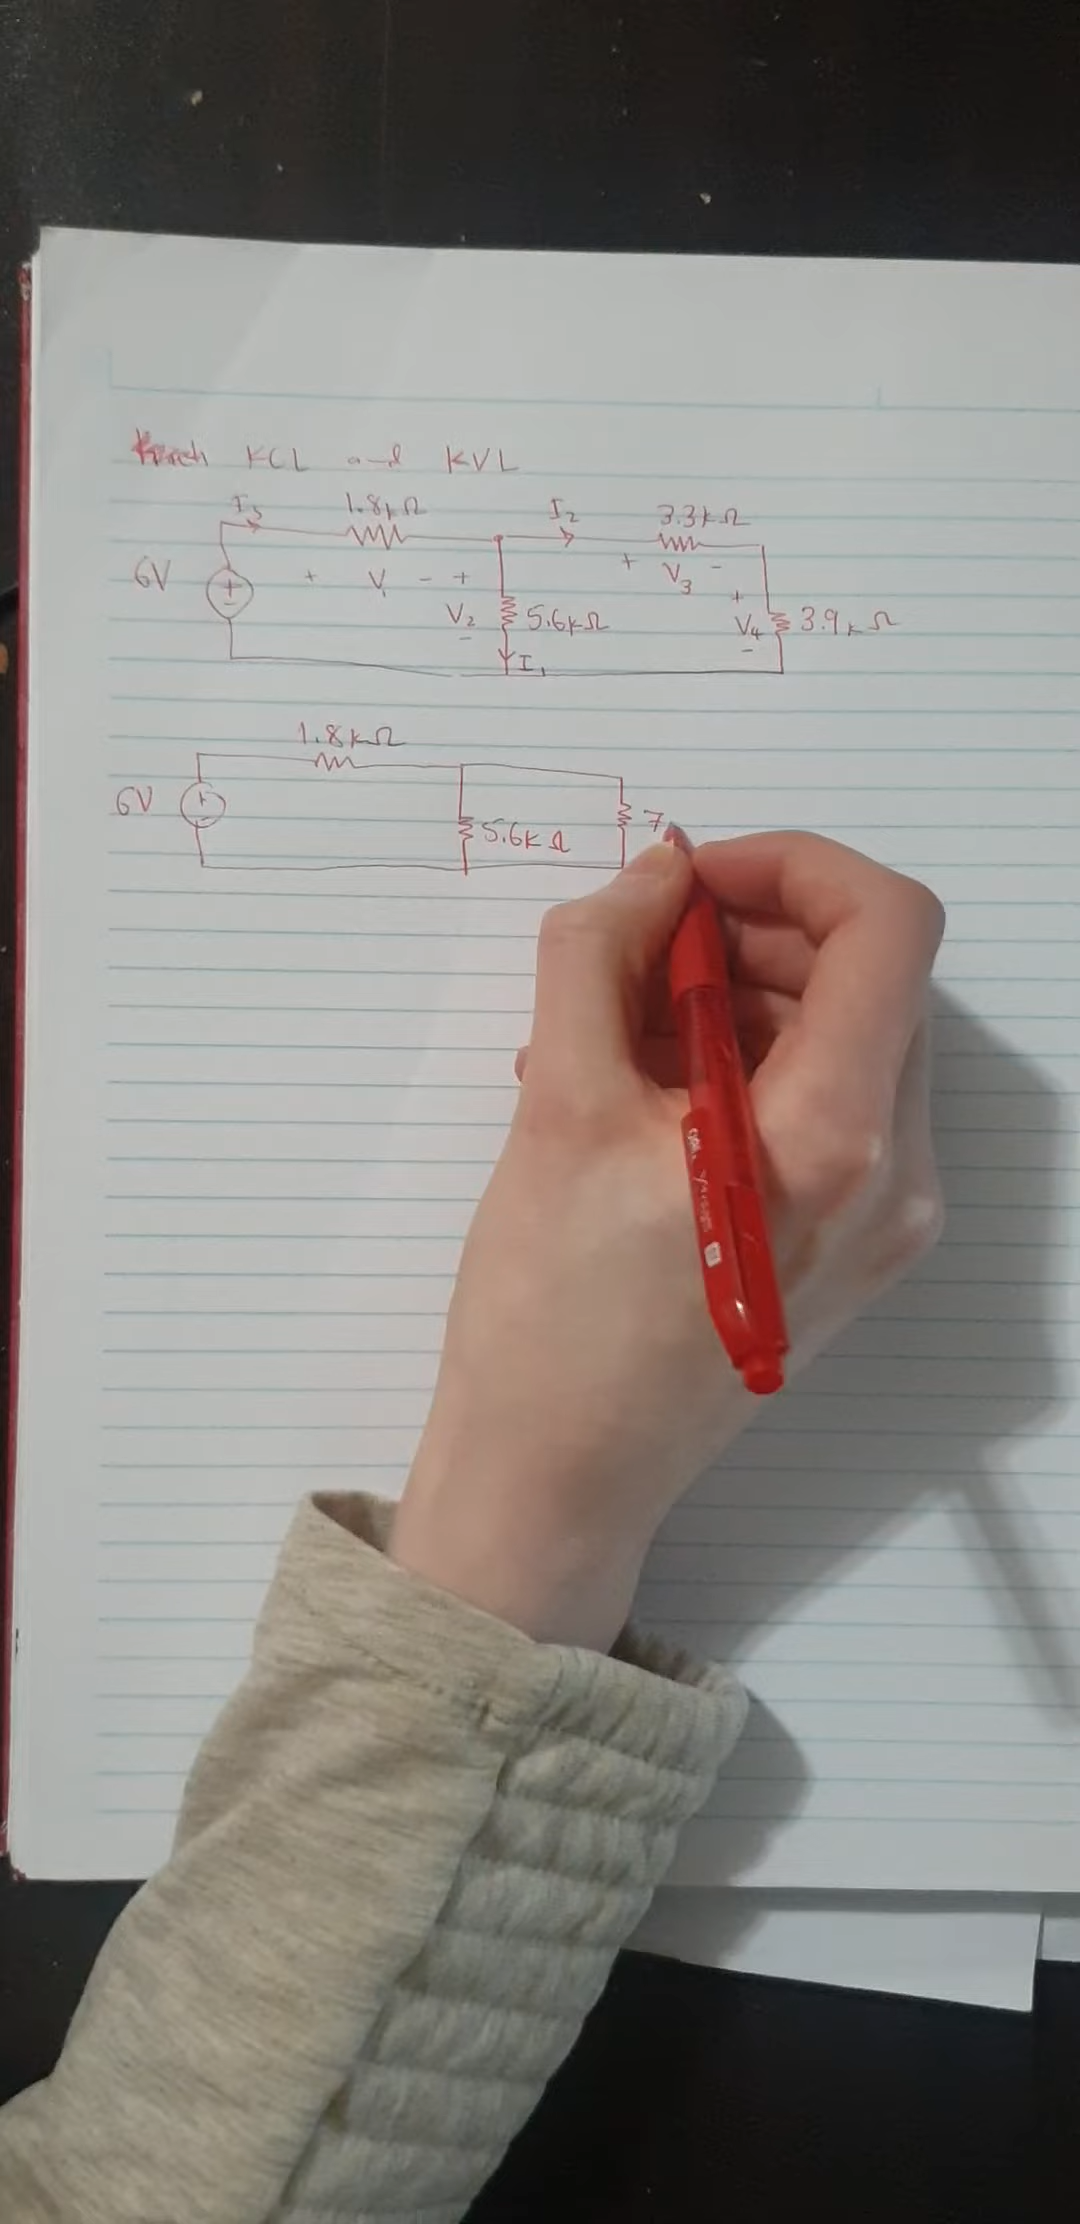 KCL and KVL
I₅ 1.8kΩ I₂ 3.3kΩ
6V + + V₁ - + + V₃ -
V₂ 5.6kΩ + V₄ 3.9kΩ
- I₁ -
1.8kΩ
6V + 5.6kΩ 7